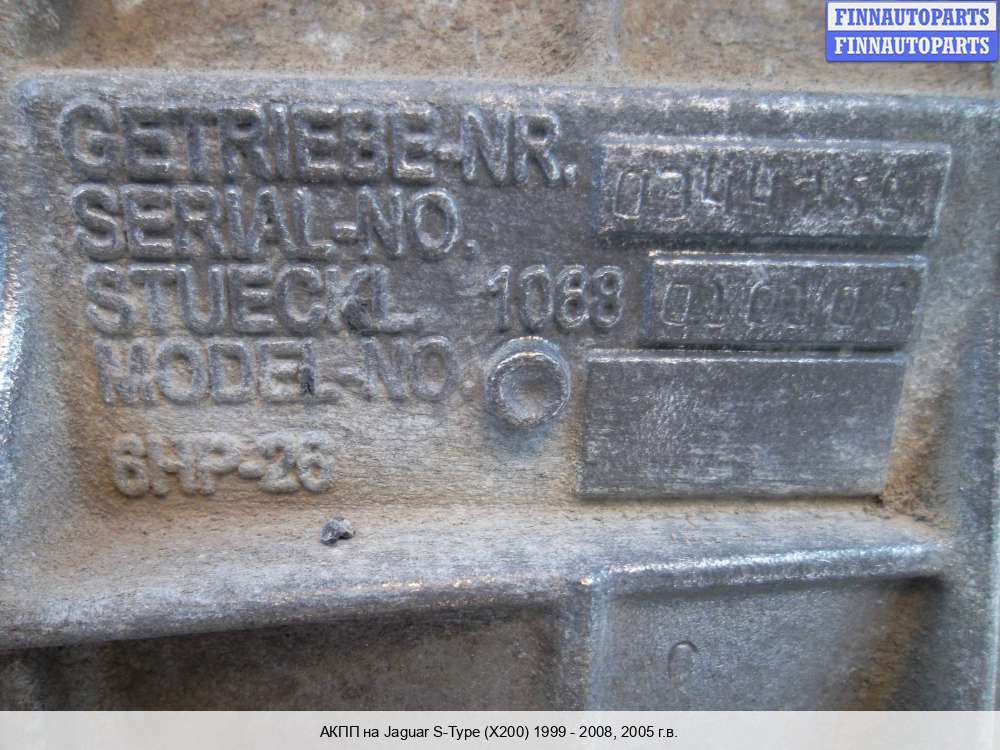 FINNAUTOPARTS
FINNAUTOPARTS
GETRIEBE-NR.
SERIAL-NO.
STUECKL. 1068 010105
MODEL-NO.
6HP-26
C
АКПП на Jaguar S-Type (X200) 1999 - 2008, 2005 г.в.